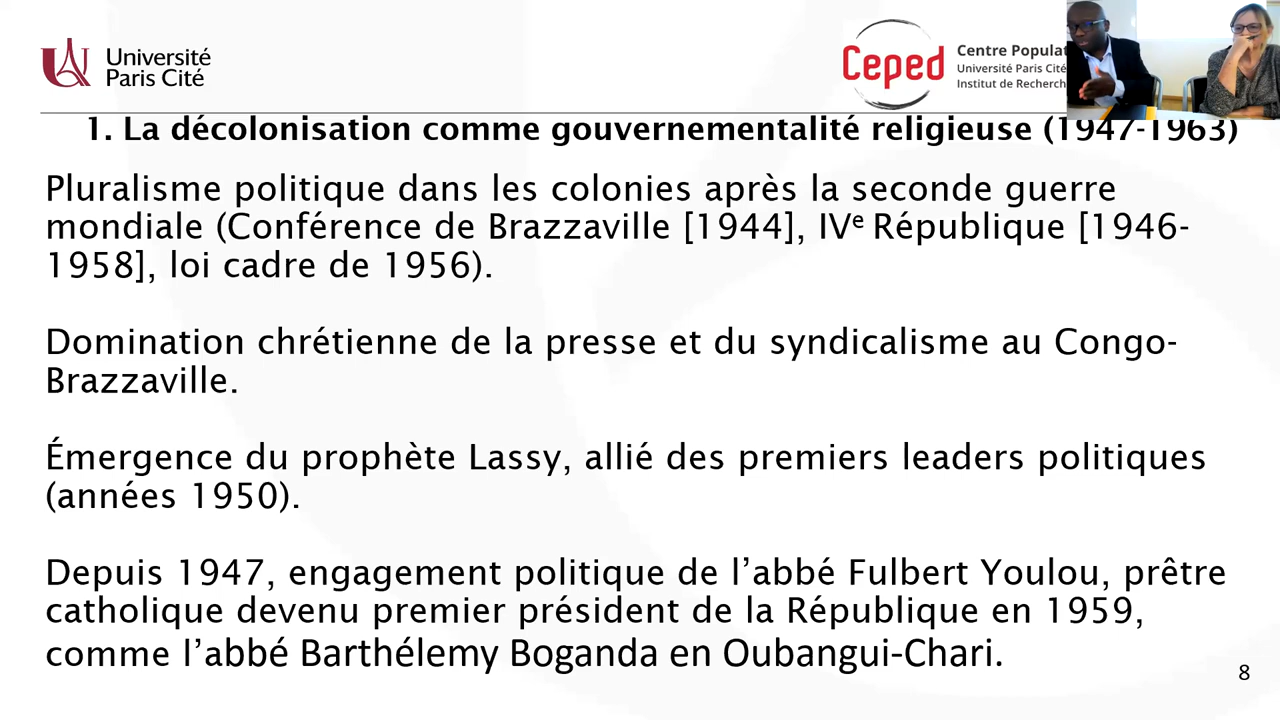 Université
Paris Cité
Ceped
Centre
Université Paris Cité
Institut de
1. La décolonisation comme gouvernementalité religieuse (1947-1963)
Pluralisme politique dans les colonies après la seconde guerre
mondiale (Conférence de Brazzaville [1944], IVe République [1946-
1958], loi cadre de 1956).
Domination chrétienne de la presse et du syndicalisme au Congo-
Brazzaville.
Émergence du prophète Lassy, allié des premiers leaders politiques
(années 1950).
Depuis 1947, engagement politique de l’abbé Fulbert Youlou, prêtre
catholique devenu premier président de la République en 1959,
comme l’abbé Barthélemy Boganda en Oubangui-Chari.
8